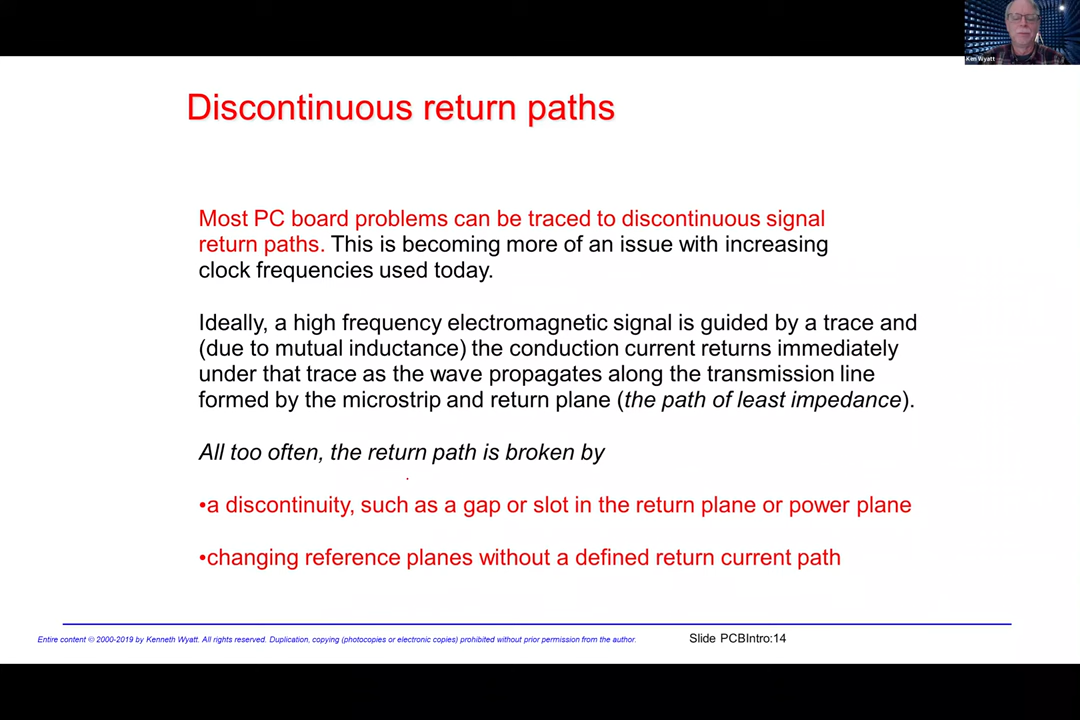 Ken Wyatt
Discontinuous return paths
Most PC board problems can be traced to discontinuous signal
return paths. This is becoming more of an issue with increasing
clock frequencies used today.
Ideally, a high frequency electromagnetic signal is guided by a trace and
(due to mutual inductance) the conduction current returns immediately
under that trace as the wave propagates along the transmission line
formed by the microstrip and return plane (the path of least impedance).
All too often, the return path is broken by
•a discontinuity, such as a gap or slot in the return plane or power plane
•changing reference planes without a defined return current path
Entire content © 2000-2019 by Kenneth Wyatt. All rights reserved. Duplication, copying (photocopies or electronic copies) prohibited without prior permission from the author.
Slide PCBIntro:14